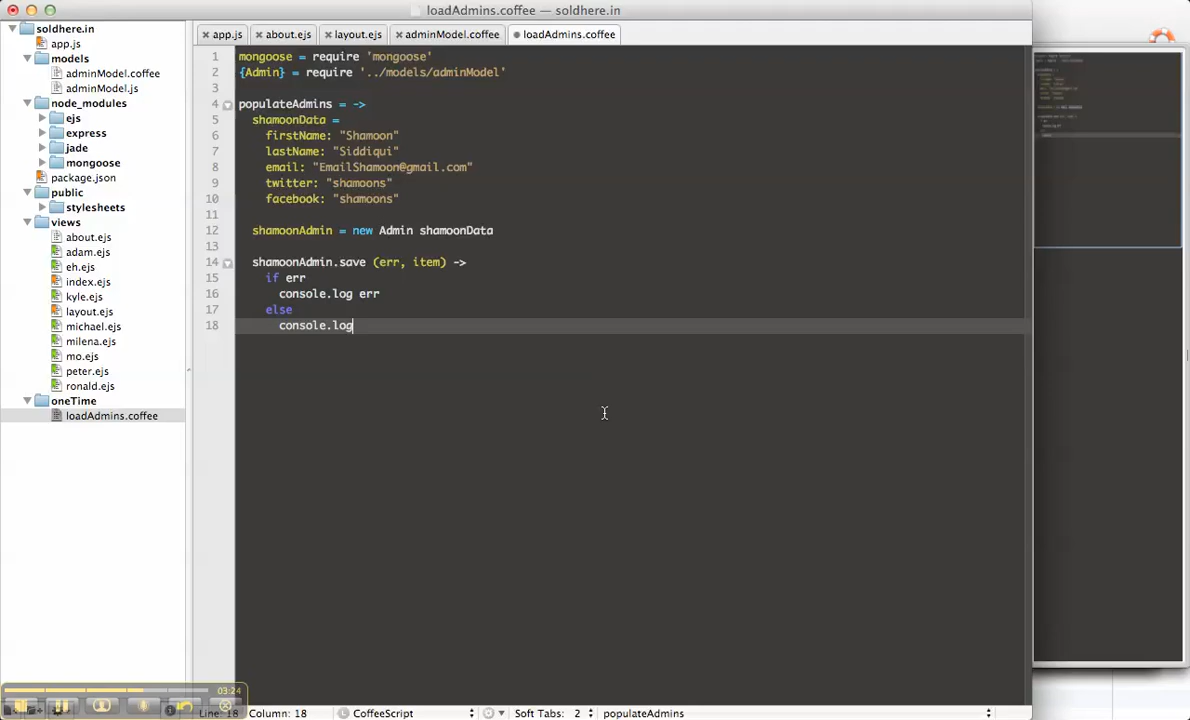 loadAdmins.coffee — soldhere.in
soldhere.in
app.js
models
adminModel.coffee
adminModel.js
node_modules
ejs
express
jade
mongoose
package.json
public
stylesheets
views
about.ejs
adam.ejs
eh.ejs
index.ejs
kyle.ejs
layout.ejs
michael.ejs
milena.ejs
mo.ejs
peter.ejs
ronald.ejs
oneTime
loadAdmins.coffee
app.js about.ejs layout.ejs adminModel.coffee loadAdmins.coffee
1 mongoose = require 'mongoose'
2 {Admin} = require '../models/adminModel'
3
4 populateAdmins = ->
5 shamoonData =
6 firstName: "Shamoon"
7 lastName: "Siddiqui"
8 email: "EmailShamoon@gmail.com"
9 twitter: "shamoons"
10 facebook: "shamoons"
11
12 shamoonAdmin = new Admin shamoonData
13
14 shamoonAdmin.save (err, item) ->
15 if err
16 console.log err
17 else
18 console.log
03:24
Line: 18 Column: 18 CoffeeScript Soft Tabs: 2 populateAdmins